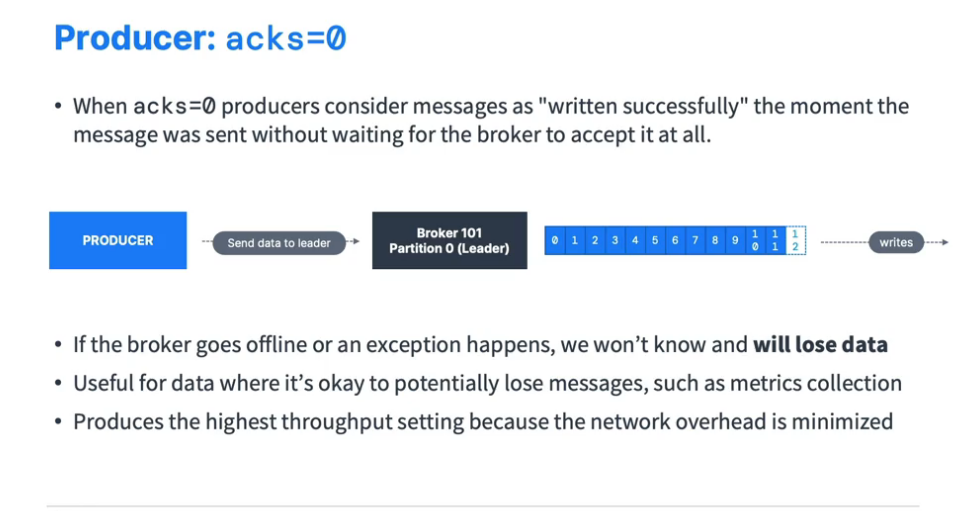 Producer: acks=0
• When acks=0 producers consider messages as "written successfully" the moment the
message was sent without waiting for the broker to accept it at all.
PRODUCER
Send data to leader
Broker 101
Partition 0 (Leader)
0 1 2 3 4 5 6 7 8 9 10 11 12
writes
• If the broker goes offline or an exception happens, we won’t know and will lose data
• Useful for data where it’s okay to potentially lose messages, such as metrics collection
• Produces the highest throughput setting because the network overhead is minimized